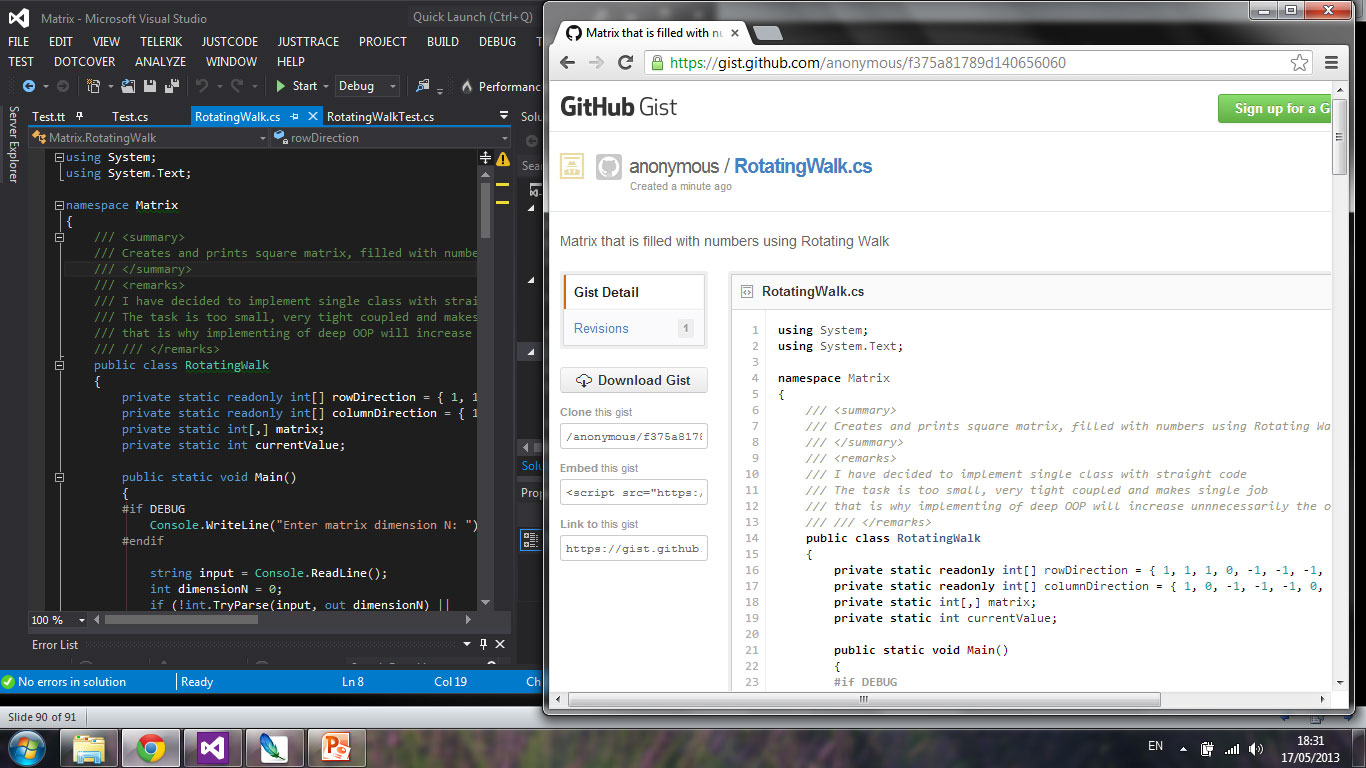 Matrix - Microsoft Visual Studio
Quick Launch (Ctrl+Q)
FILE EDIT VIEW TELERIK JUSTCODE JUSTTRACE PROJECT BUILD DEBUG
TEST DOTCOVER ANALYZE WINDOW HELP
Start Debug Performanc
Server Explorer
Test.tt Test.cs RotatingWalk.cs RotatingWalkTest.cs
Matrix.RotatingWalk rowDirection
using System;
using System.Text;
namespace Matrix
{
/// <summary>
/// Creates and prints square matrix, filled with numbe
/// </summary>
/// <remarks>
/// I have decided to implement single class with strai
/// The task is too small, very tight coupled and makes
/// that is why implementing of deep OOP will increase
/// /// </remarks>
public class RotatingWalk
{
private static readonly int[] rowDirection = { 1, 1
private static readonly int[] columnDirection = { 1
private static int[,] matrix;
private static int currentValue;
public static void Main()
{
#if DEBUG
Console.WriteLine("Enter matrix dimension N: ")
#endif
string input = Console.ReadLine();
int dimensionN = 0;
if (!int.TryParse(input, out dimensionN) ||
100 %
Error List
No errors in solution
Ready
Ln 8
Col 19
Ch
Solu
Sear
Solu
Prop
Slide 90 of 91
Matrix that is filled with nu
https://gist.github.com/anonymous/f375a81789d140656060
GitHub Gist
Sign up for a G
anonymous / RotatingWalk.cs
Created a minute ago
Matrix that is filled with numbers using Rotating Walk
Gist Detail
Revisions 1
Download Gist
Clone this gist
/anonymous/f375a8178
Embed this gist
<script src="https:/
Link to this gist
https://gist.github.
RotatingWalk.cs
1 using System;
2 using System.Text;
3
4 namespace Matrix
5 {
6 /// <summary>
7 /// Creates and prints square matrix, filled with numbers using Rotating Wa
8 /// </summary>
9 /// <remarks>
10 /// I have decided to implement single class with straight code
11 /// The task is too small, very tight coupled and makes single job
12 /// that is why implementing of deep OOP will increase unnnecessarily the o
13 /// /// </remarks>
14 public class RotatingWalk
15 {
16 private static readonly int[] rowDirection = { 1, 1, 1, 0, -1, -1, -1,
17 private static readonly int[] columnDirection = { 1, 0, -1, -1, -1, 0,
18 private static int[,] matrix;
19 private static int currentValue;
20
21 public static void Main()
22 {
23 #if DEBUG
EN
18:31
17/05/2013